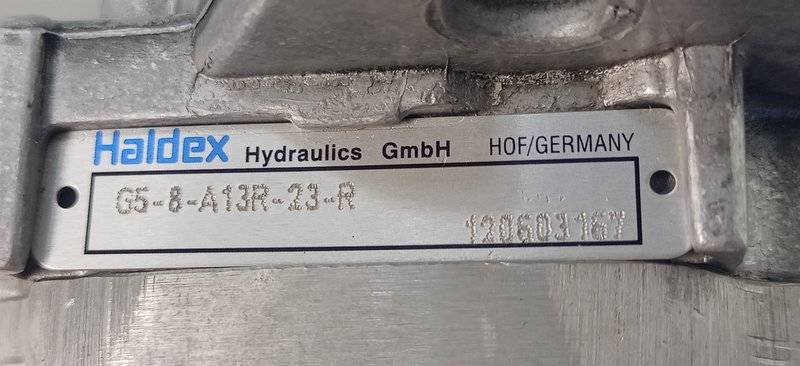 Haldex Hydraulics GmbH HOF/GERMANY
G5-8-A13R-23-R
120603167